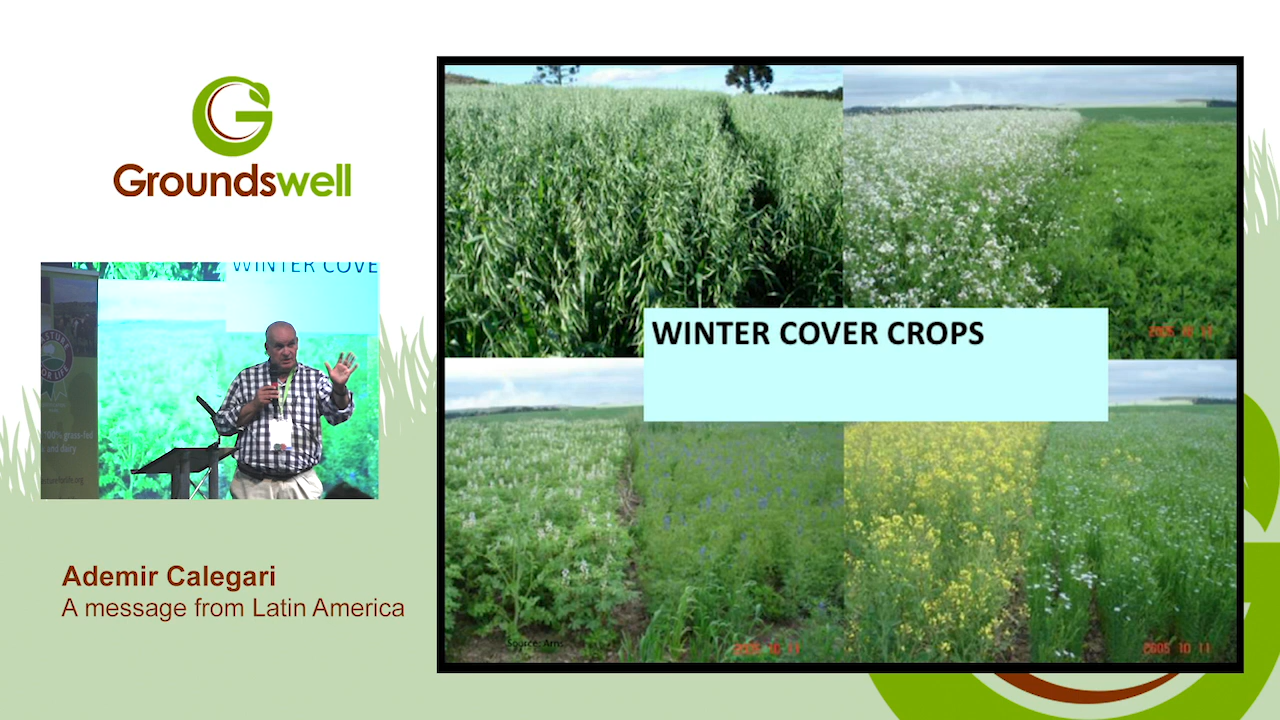 Groundswell
WINTER COVE
100% grass-fed
and dairy
Ademir Calegari
A message from Latin America
WINTER COVER CROPS
2005 10 11
2005 10 11
2005 10 11